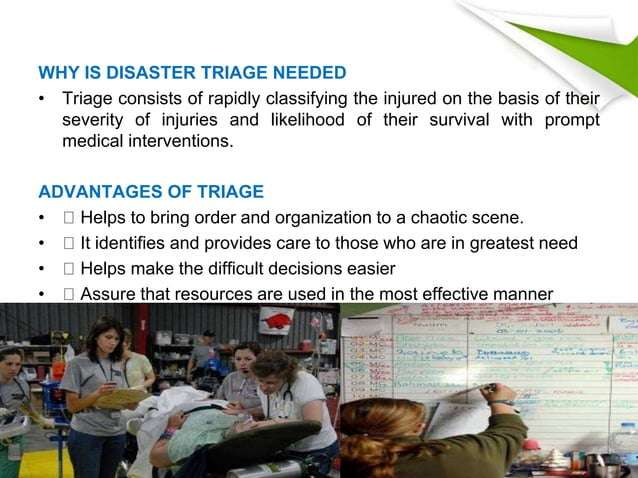 WHY IS DISASTER TRIAGE NEEDED
• Triage consists of rapidly classifying the injured on the basis of their
severity of injuries and likelihood of their survival with prompt
medical interventions.
ADVANTAGES OF TRIAGE
• 􀀀 Helps to bring order and organization to a chaotic scene.
• 􀀀 It identifies and provides care to those who are in greatest need
• 􀀀 Helps make the difficult decisions easier
• 􀀀 Assure that resources are used in the most effective manner